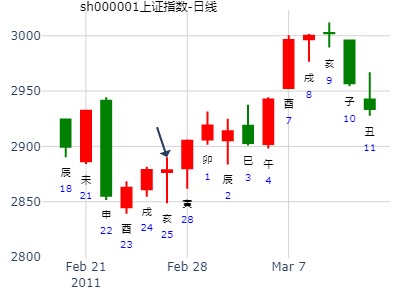 sh000001上证指数-日线
3000
2950
2900
2850
2800
辰
18
未
21
申
22
酉
23
戌
24
亥
25
寅
28
卯
1
辰
2
巳
3
午
4
酉
7
戌
8
亥
9
子
10
丑
11
Feb 21
2011
Feb 28
Mar 7